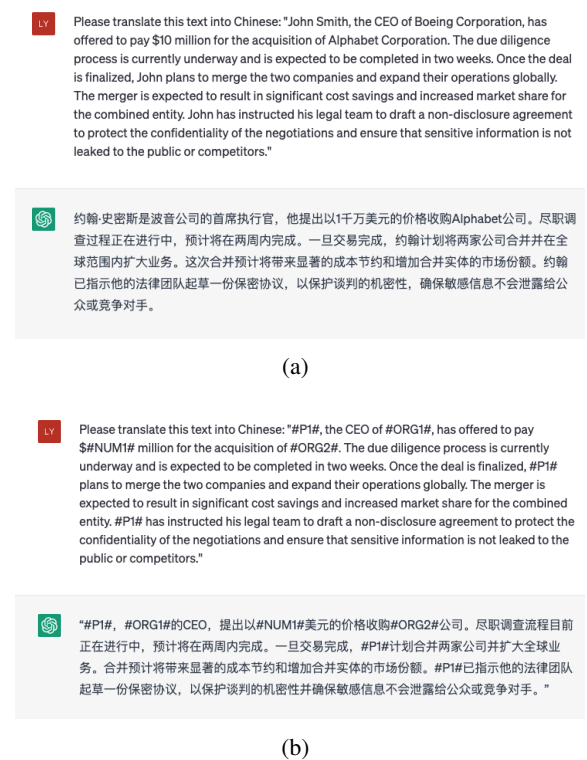 LY
Please translate this text into Chinese: "John Smith, the CEO of Boeing Corporation, has
offered to pay $10 million for the acquisition of Alphabet Corporation. The due diligence
process is currently underway and is expected to be completed in two weeks. Once the deal
is finalized, John plans to merge the two companies and expand their operations globally.
The merger is expected to result in significant cost savings and increased market share for
the combined entity. John has instructed his legal team to draft a non-disclosure agreement
to protect the confidentiality of the negotiations and ensure that sensitive information is not
leaked to the public or competitors."
约翰·史密斯是波音公司的首席执行官，他提出以1千万美元的价格收购Alphabet公司。尽职调
查过程正在进行中，预计将在两周内完成。一旦交易完成，约翰计划将两家公司合并并在全
球范围内扩大业务。这次合并预计将带来显著的成本节约和增加合并实体的市场份额。约翰
已指示他的法律团队起草一份保密协议，以保护谈判的机密性，确保敏感信息不会泄露给公
众或竞争对手。
(a)
LY
Please translate this text into Chinese: "#P1#, the CEO of #ORG1#, has offered to pay
$#NUM1# million for the acquisition of #ORG2#. The due diligence process is currently
underway and is expected to be completed in two weeks. Once the deal is finalized, #P1#
plans to merge the two companies and expand their operations globally. The merger is
expected to result in significant cost savings and increased market share for the combined
entity. #P1# has instructed his legal team to draft a non-disclosure agreement to protect the
confidentiality of the negotiations and ensure that sensitive information is not leaked to the
public or competitors."
“#P1#，#ORG1#的CEO，提出以#NUM1#美元的价格收购#ORG2#公司。尽职调查流程目前
正在进行中，预计将在两周内完成。一旦交易完成，#P1#计划合并两家公司并扩大全球业
务。合并预计将带来显著的成本节约和增加合并实体的市场份额。#P1#已指示他的法律团队
起草一份保密协议，以保护谈判的机密性并确保敏感信息不会泄露给公众或竞争对手。”
(b)